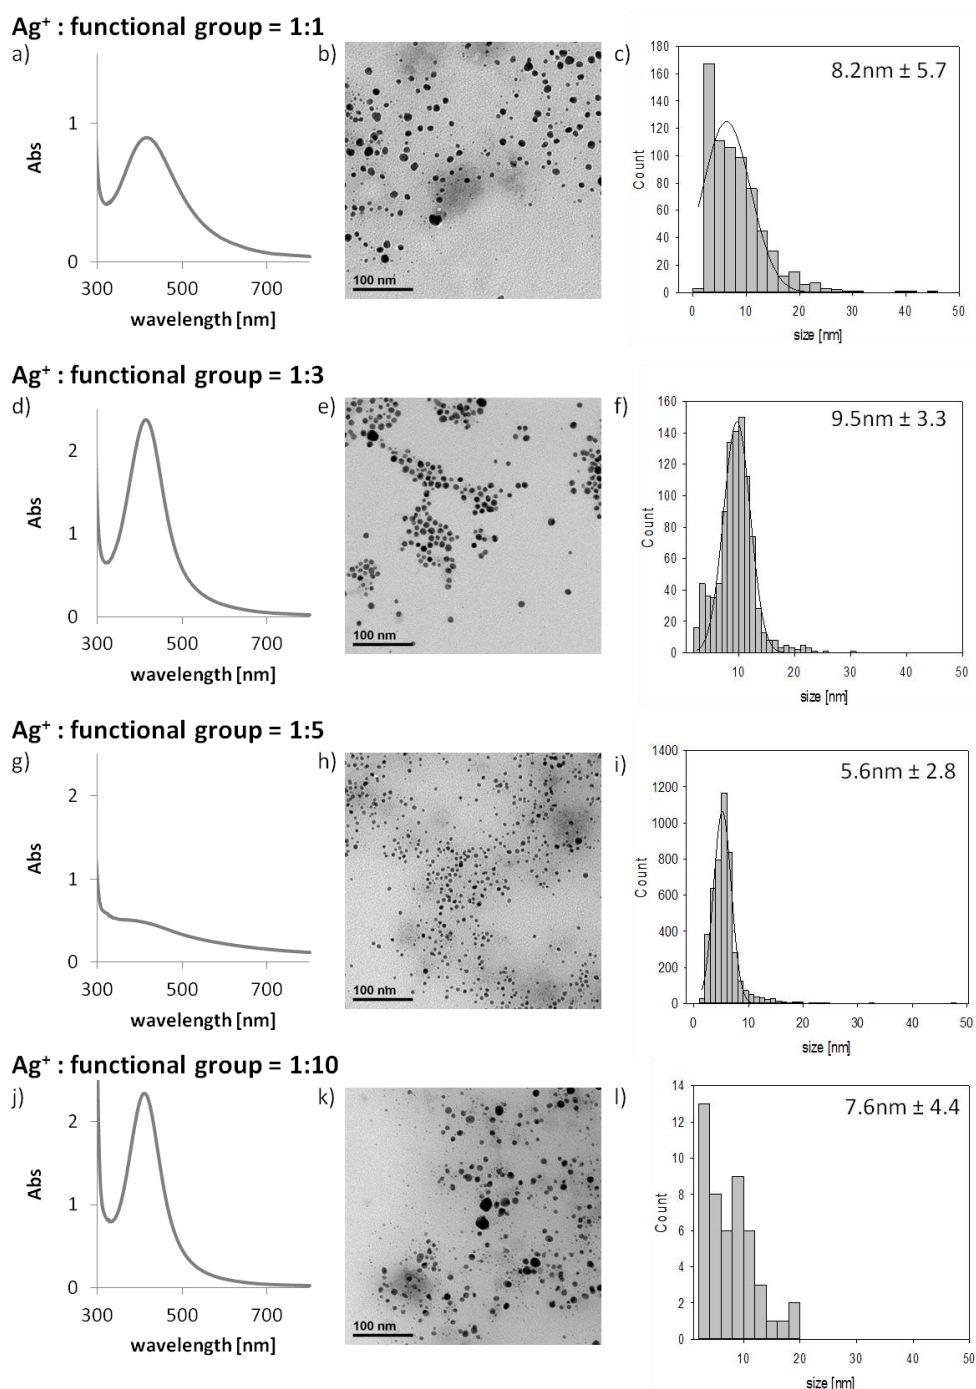 Ag⁺ : functional group = 1:1
a)
1
0
Abs
300 500 700
wavelength [nm]
b)
100 nm
c)
8.2nm ± 5.7
180
160
140
120
100
80
60
40
20
0
Count
0 10 20 30 40 50
size [nm]
Ag⁺ : functional group = 1:3
d)
2
1
0
Abs
300 500 700
wavelength [nm]
e)
100 nm
f)
9.5nm ± 3.3
160
140
120
100
80
60
40
20
0
Count
0 10 20 30 40 50
size [nm]
Ag⁺ : functional group = 1:5
g)
2
1
0
Abs
300 500 700
wavelength [nm]
h)
100 nm
i)
5.6nm ± 2.8
1400
1200
1000
800
600
400
200
0
Count
0 10 20 30 40 50
size [nm]
Ag⁺ : functional group = 1:10
j)
2
1
0
Abs
300 500 700
wavelength [nm]
k)
100 nm
l)
7.6nm ± 4.4
14
12
10
8
6
4
2
0
Count
10 20 30 40 50
size [nm]